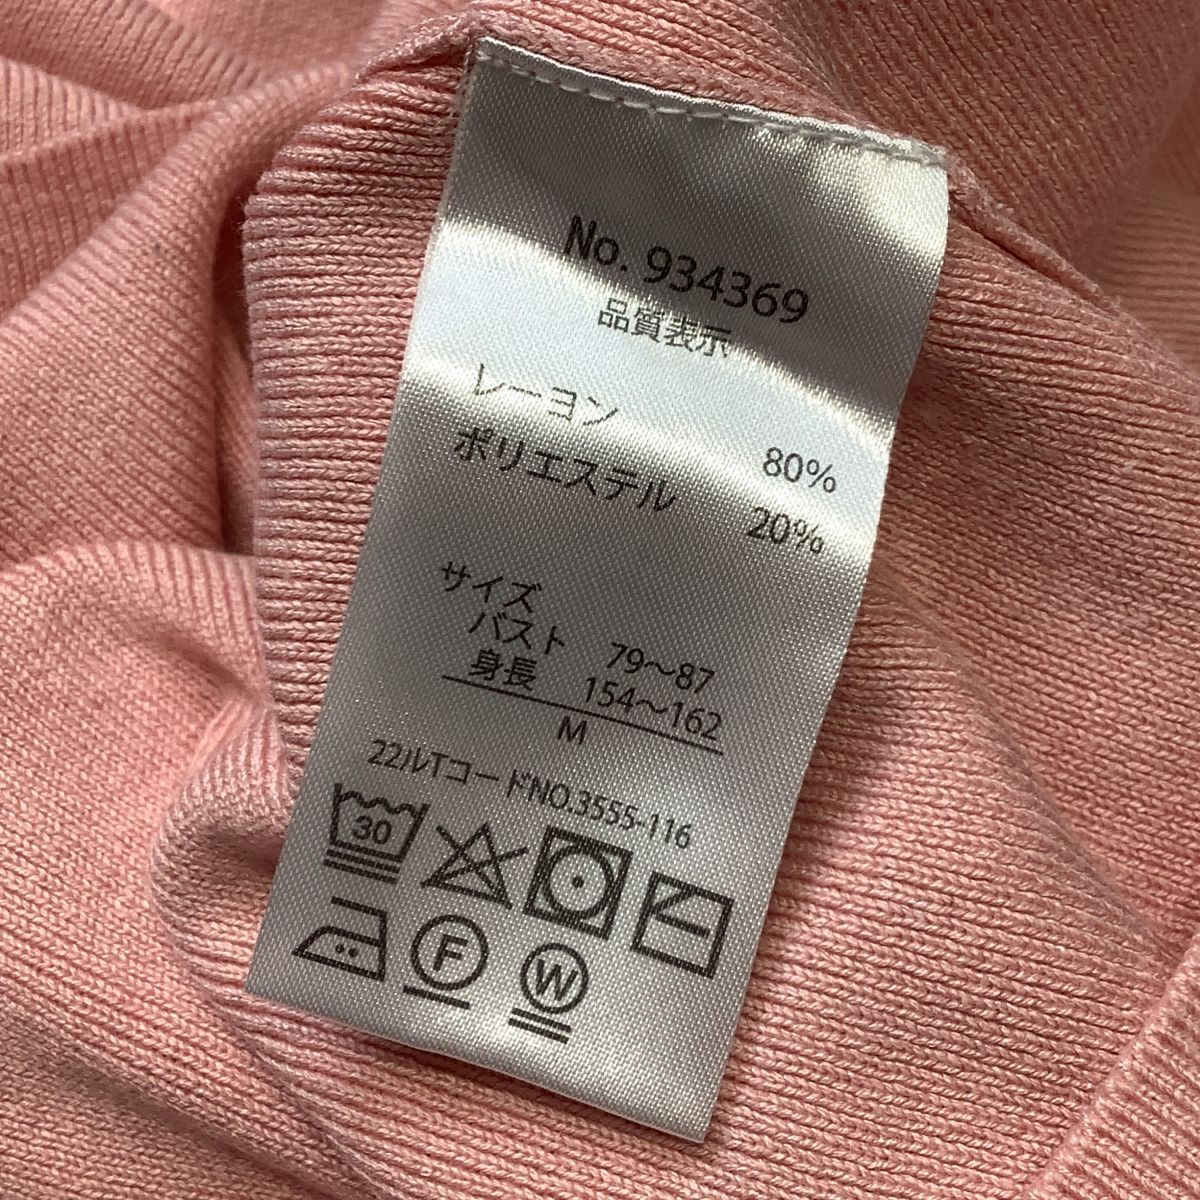 No. 934369
品質表示
レーヨン 80%
ポリエステル 20%
サイズ
バスト 79～87
身長 154～162
M
22ルTコードNO.3555-116
30
F
W